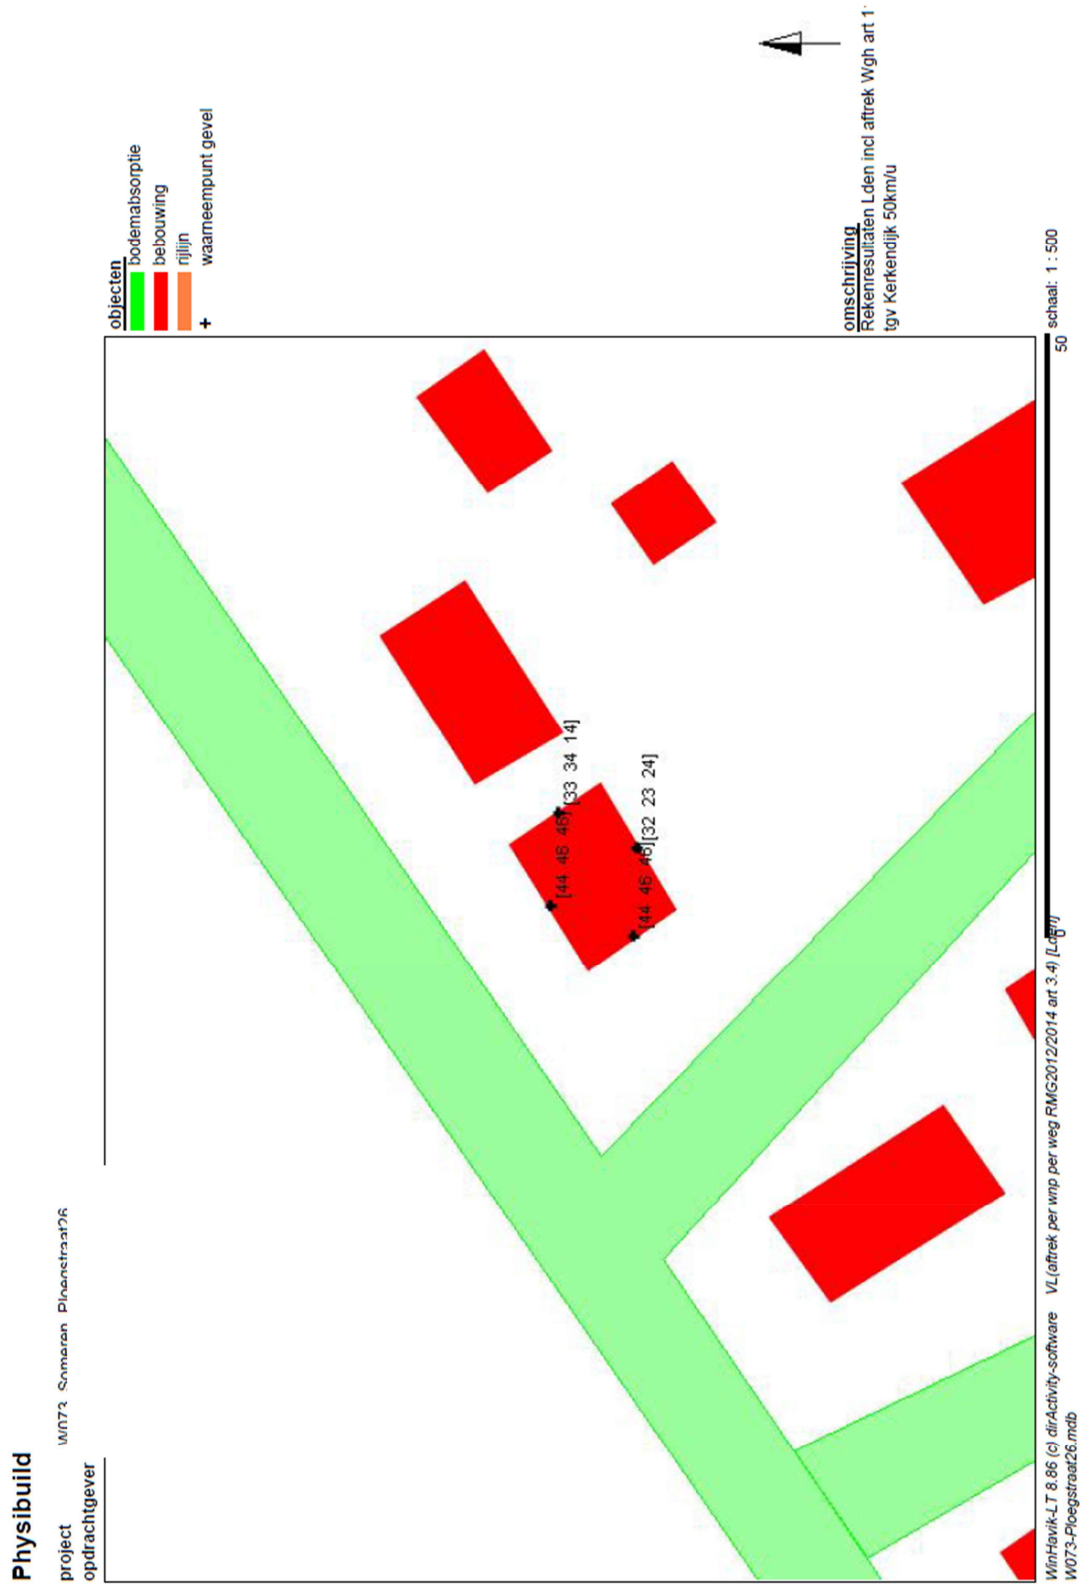 Physibuild
project W073 Someren Ploegstraat26
opdrachtgever
objecten
bodemabsorptie
bebouwing
rijlijn
+ waarneempunt gevel
[44 46 46]
[33 34 14]
[44 46 46]
[32 23 24]
omschrijving
Rekenresultaten Lden incl aftrek Wgh art 1
tgv Kerkendijk 50km/u
0
50
schaal: 1 : 500
WinHavik-LT 8.86 (c) dirActivity-software VL(aftrek per wnp per weg RMG2012/2014 art 3.4) [Lden]
W073-Ploegstraat26.mdb